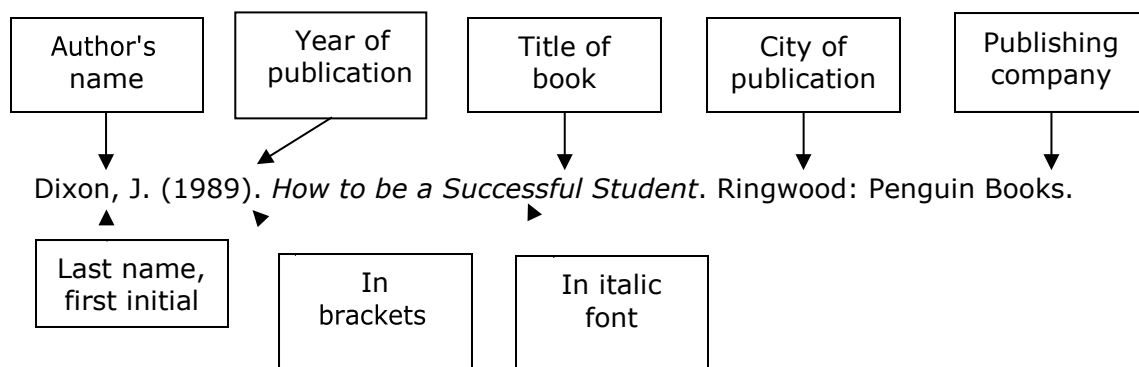 Author's
name
Year of
publication
Title of
book
City of
publication
Publishing
company
Dixon, J. (1989). How to be a Successful Student. Ringwood: Penguin Books.
Last name,
first initial
In
brackets
In italic
font